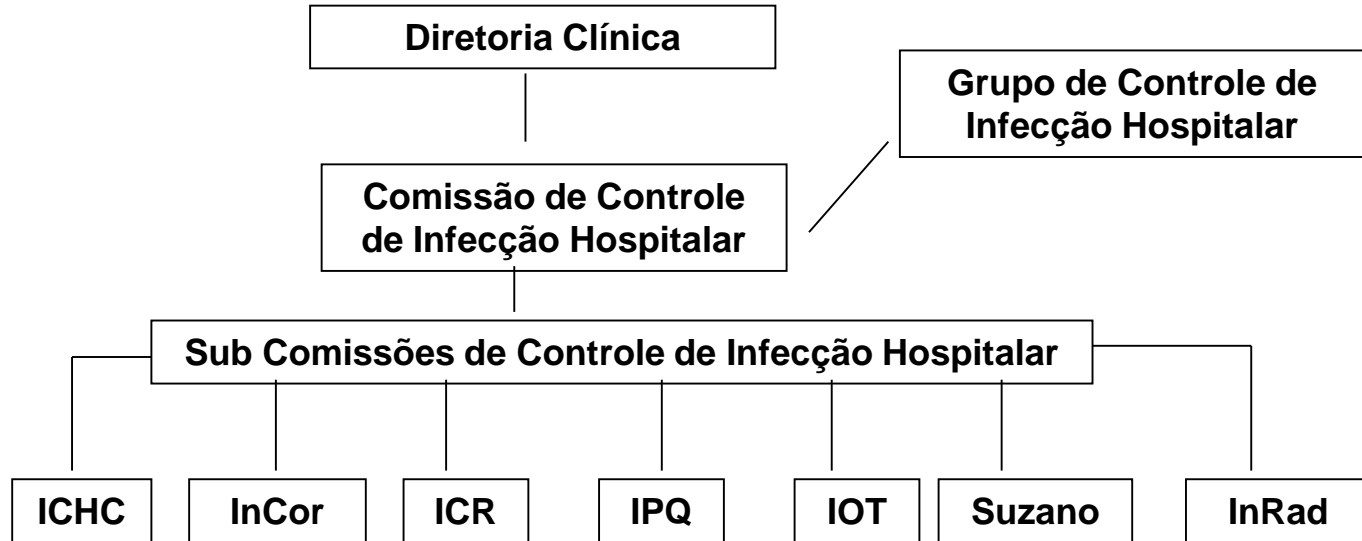 Diretoria Clínica
Grupo de Controle de
Infecção Hospitalar
Comissão de Controle
de Infecção Hospitalar
Sub Comissões de Controle de Infecção Hospitalar
ICHC
InCor
ICR
IPQ
IOT
Suzano
InRad